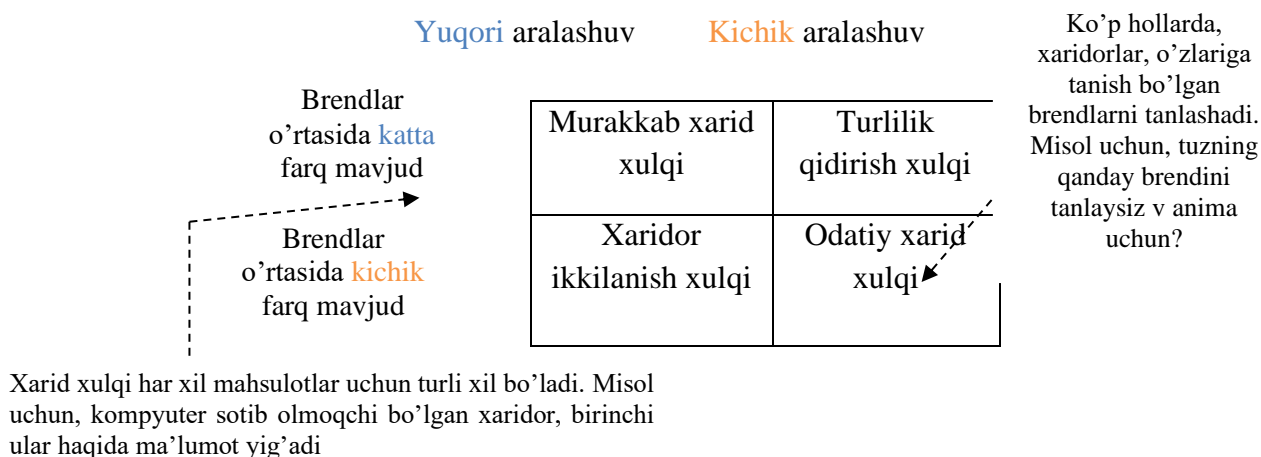 Yuqori aralashuv Kichik aralashuv
Ko’p hollarda,
xaridorlar, o’zlariga
tanish bo’lgan
brendlarni tanlashadi.
Misol uchun, tuzning
qanday brendini
tanlaysiz v anima
uchun?
Brendlar
o’rtasida katta
farq mavjud
Murakkab xarid
xulqi
Turlilik
qidirish xulqi
Brendlar
o’rtasida kichik
farq mavjud
Xaridor
ikkilanish xulqi
Odatiy xarid
xulqi
Xarid xulqi har xil mahsulotlar uchun turli xil bo’ladi. Misol
uchun, kompyuter sotib olmoqchi bo’lgan xaridor, birinchi
ular haqida ma’lumot yig’adi